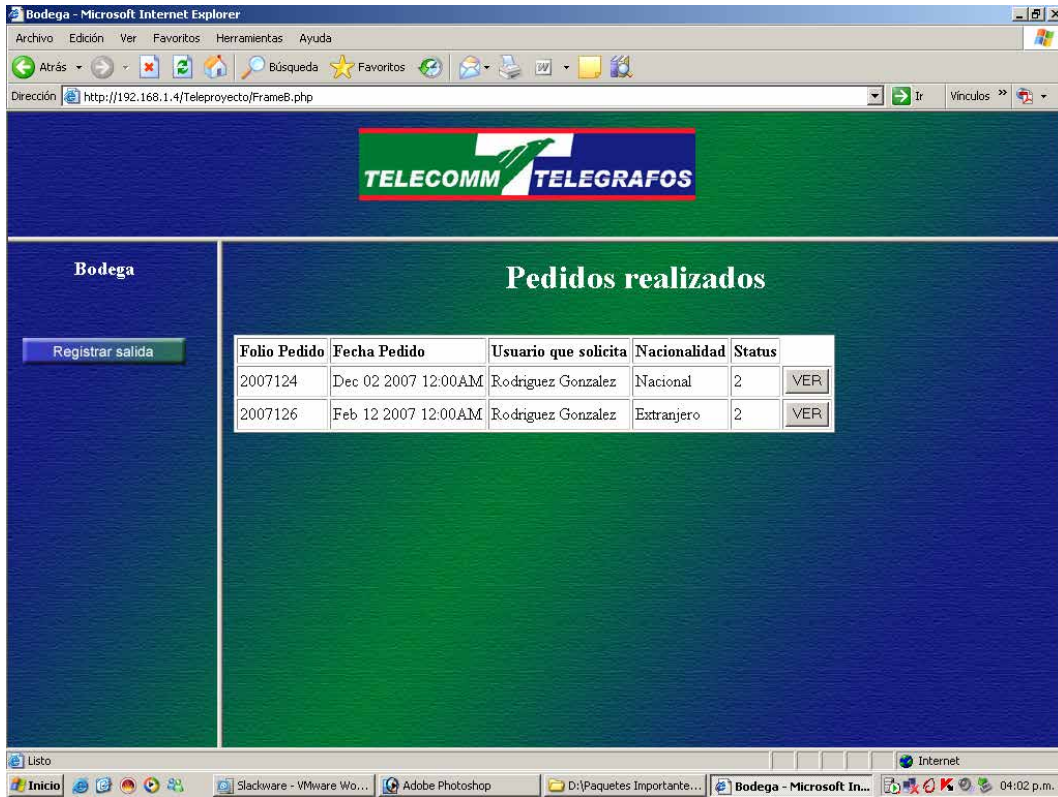 Bodega - Microsoft Internet Explorer
Archivo Edición Ver Favoritos Herramientas Ayuda
Atrás Búsqueda Favoritos
Dirección http://192.168.1.4/Teleproyecto/FrameB.php Ir Vínculos »
TELECOMM TELEGRAFOS
Bodega
Registrar salida
Pedidos realizados
Folio Pedido Fecha Pedido Usuario que solicita Nacionalidad Status
2007124 Dec 02 2007 12:00AM Rodriguez Gonzalez Nacional 2 VER
2007126 Feb 12 2007 12:00AM Rodriguez Gonzalez Extranjero 2 VER
Listo Internet
Inicio Slackware - VMware Wo... Adobe Photoshop D:\Paquetes Importante... Bodega - Microsoft In... 04:02 p.m.